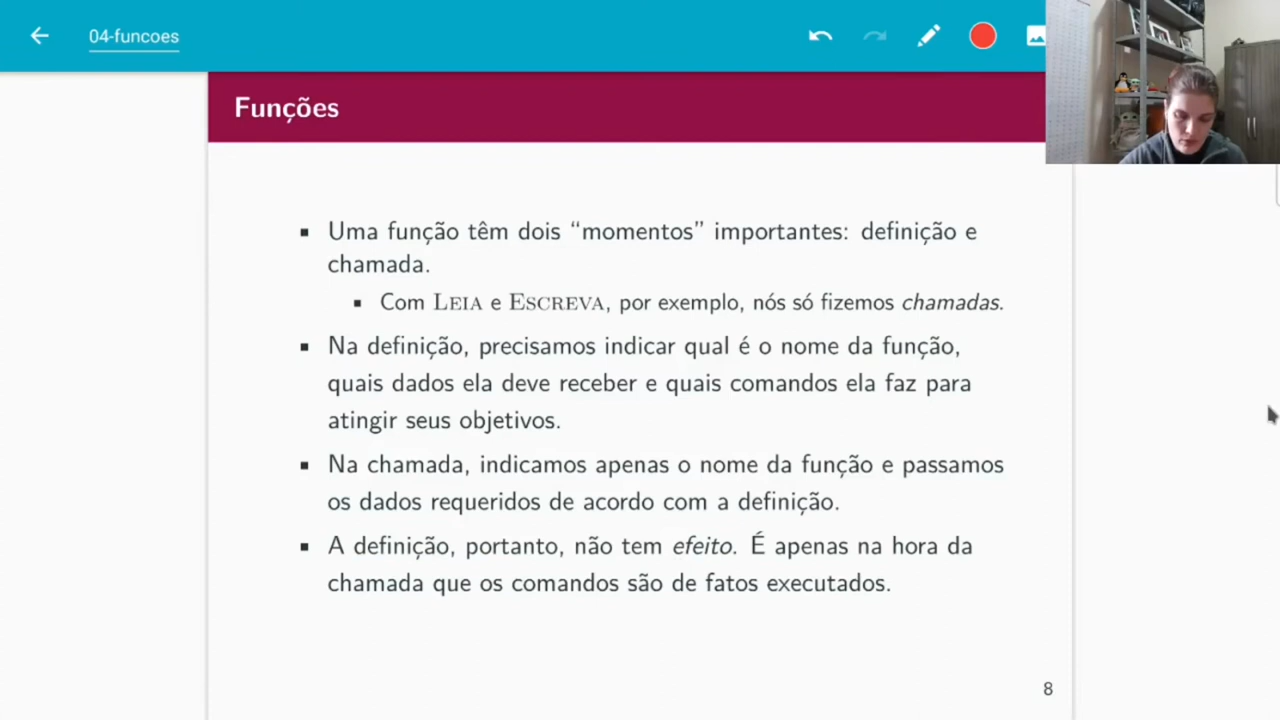 04-funcoes
Funções
▪ Uma função têm dois “momentos” importantes: definição e
chamada.
▪ Com LEIA e ESCREVA, por exemplo, nós só fizemos chamadas.
▪ Na definição, precisamos indicar qual é o nome da função,
quais dados ela deve receber e quais comandos ela faz para
atingir seus objetivos.
▪ Na chamada, indicamos apenas o nome da função e passamos
os dados requeridos de acordo com a definição.
▪ A definição, portanto, não tem efeito. É apenas na hora da
chamada que os comandos são de fatos executados.
8